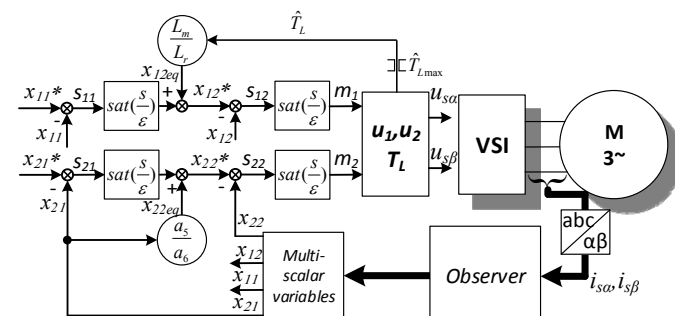 T̂_L
L_m/L_r
T̂_Lmax
x_11* s_11 sat(s/ε) x_12eq + x_12* s_12 sat(s/ε) m_1 u_sα
x_11 - x_12 -
u_1,u_2
T_L
VSI
M
3~
x_21* s_21 sat(s/ε) x_22eq + x_22* s_22 sat(s/ε) m_2 u_sβ
x_21 - x_22 -
a_5/a_6
abc
αβ
x_12
x_11
x_21
Multi-
scalar
variables
Observer
i_sα,i_sβ